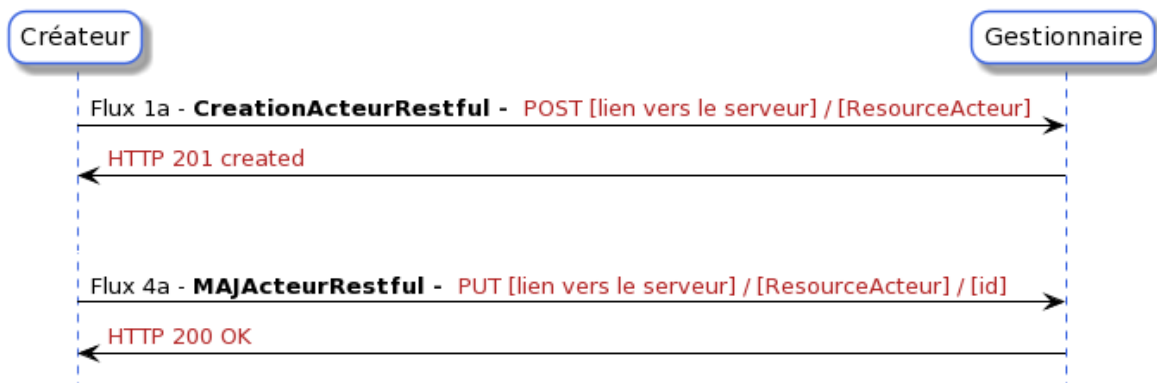 Créateur
Gestionnaire
Flux 1a - CreationActeurRestful - POST [lien vers le serveur] / [ResourceActeur]
HTTP 201 created
Flux 4a - MAJActeurRestful - PUT [lien vers le serveur] / [ResourceActeur] / [id]
HTTP 200 OK